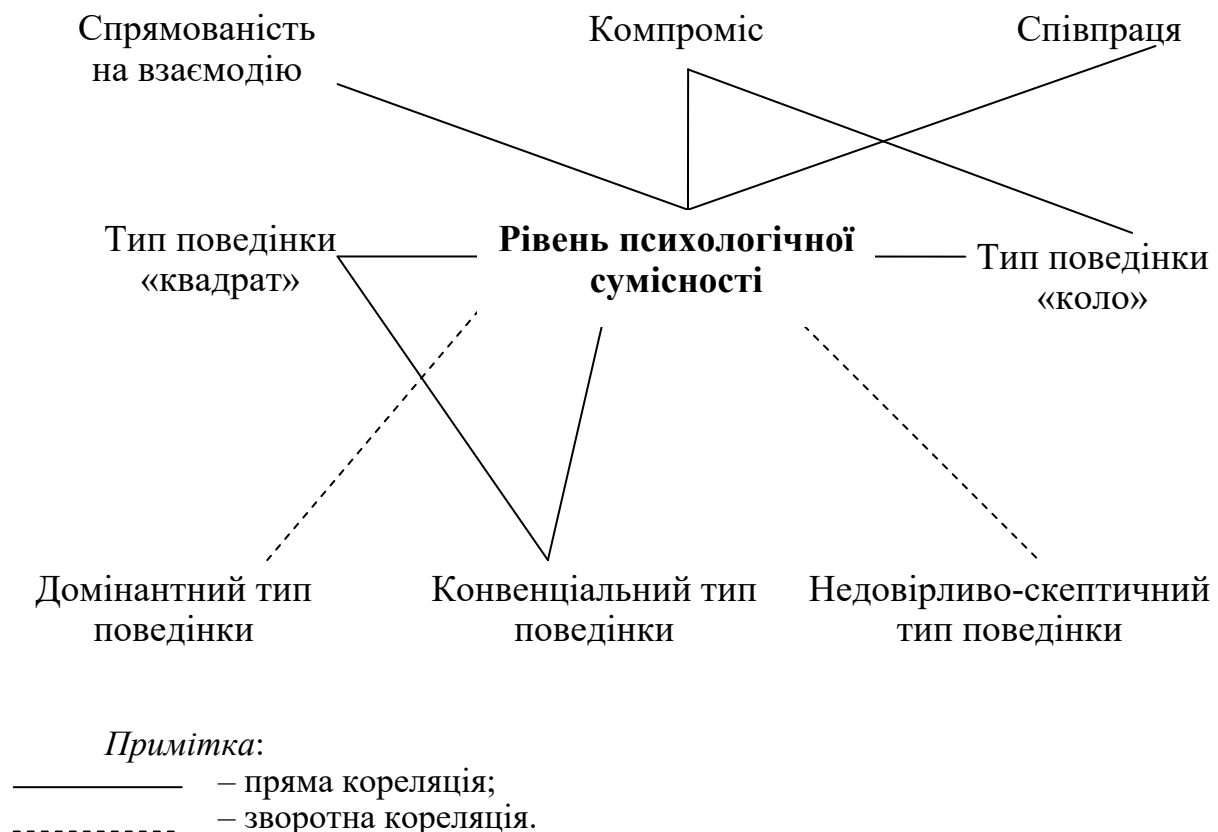 Спрямованість
на взаємодію
Компроміс
Співпраця
Тип поведінки
«квадрат»
Рівень психологічної
сумісності
Тип поведінки
«коло»
Домінантний тип
поведінки
Конвенціальний тип
поведінки
Недовірливо-скептичний
тип поведінки
Примітка:
– пряма кореляція;
– зворотна кореляція.